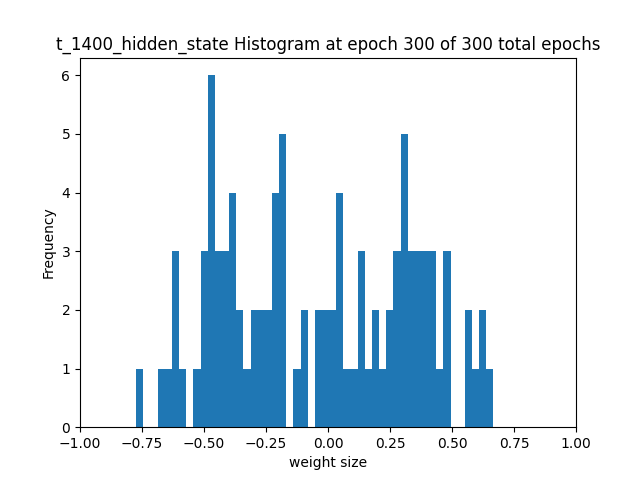 t_1400_hidden_state Histogram at epoch 300 of 300 total epochs
6
5
4
3
2
1
0
Frequency
−1.00 −0.75 −0.50 −0.25 0.00 0.25 0.50 0.75 1.00
weight size